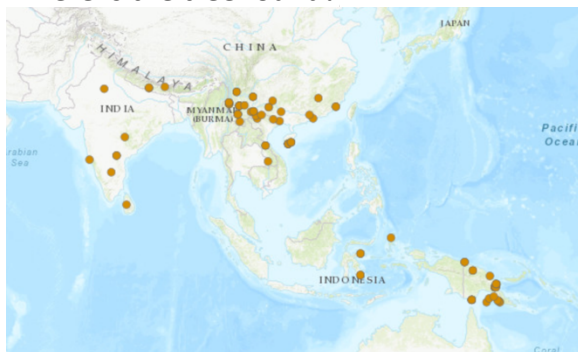 JAPAN
CHINA
HIMALAYA
INDIA
MYANMAR
(BURMA)
Pacific
Ocean
Arabian
Sea
INDONESIA
Coral